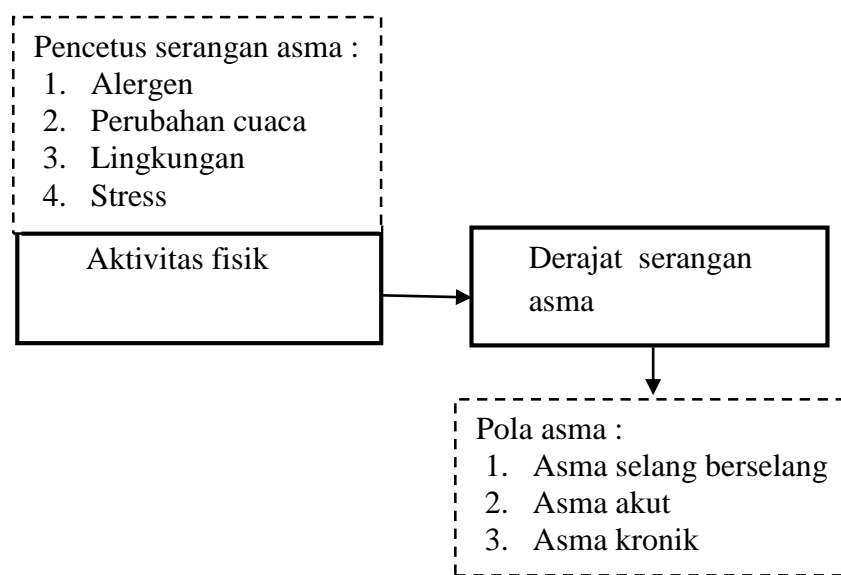 Pencetus serangan asma :
1. Alergen
2. Perubahan cuaca
3. Lingkungan
4. Stress
Aktivitas fisik
Derajat serangan
asma
Pola asma :
1. Asma selang berselang
2. Asma akut
3. Asma kronik